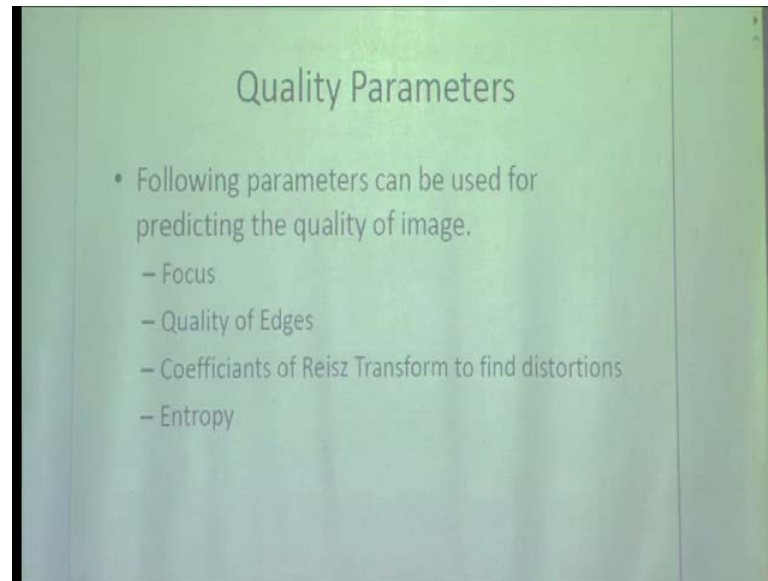 Quality Parameters
• Following parameters can be used for
predicting the quality of image.
– Focus
– Quality of Edges
– Coefficiants of Reisz Transform to find distortions
– Entropy